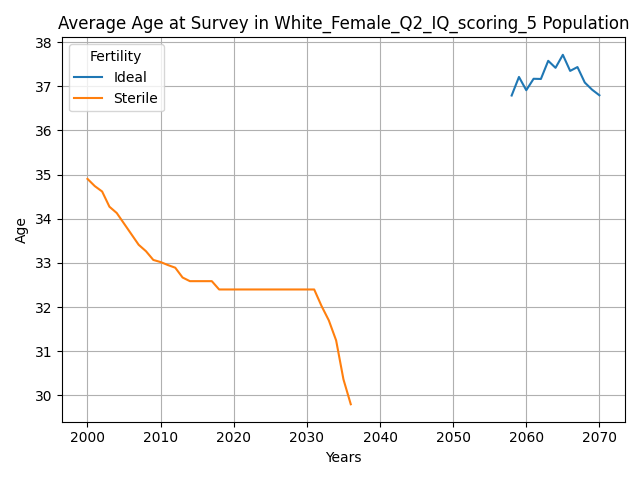 Average Age at Survey in White_Female_Q2_IQ_scoring_5 Population
Fertility
Ideal
Sterile
38
37
36
35
34
33
32
31
30
Age
2000 2010 2020 2030 2040 2050 2060 2070
Years